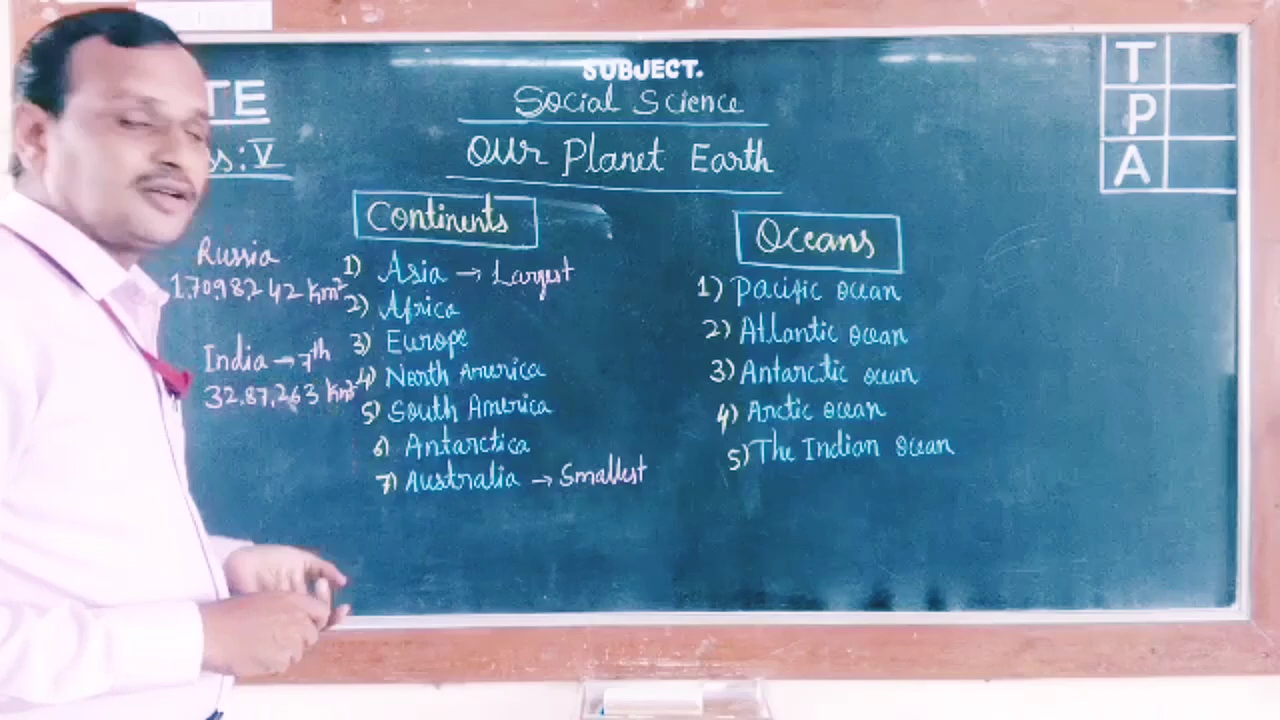 SUBJECT.
Social Science
Our Planet Earth
TE
ss: V
T
P
A
Russia
1,70,98,242 Km²
India → 7th
32,87,263 Km²
Continents
1) Asia → Largest
2) Africa
3) Europe
4) North America
5) South America
6) Antarctica
7) Australia → Smallest
Oceans
1) Pacific ocean
2) Atlantic ocean
3) Antarctic ocean
4) Arctic ocean
5) The Indian Ocean